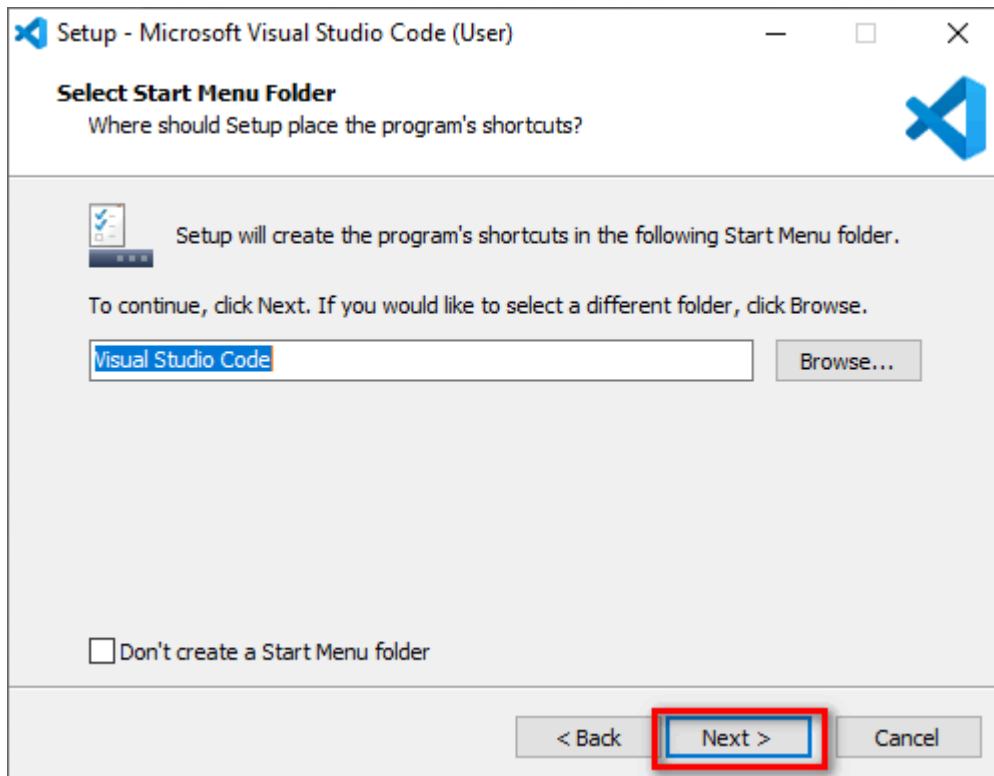 Setup - Microsoft Visual Studio Code (User)
Select Start Menu Folder
Where should Setup place the program's shortcuts?
Setup will create the program's shortcuts in the following Start Menu folder.
To continue, click Next. If you would like to select a different folder, click Browse.
Visual Studio Code
Browse...
Don't create a Start Menu folder
< Back
Next >
Cancel